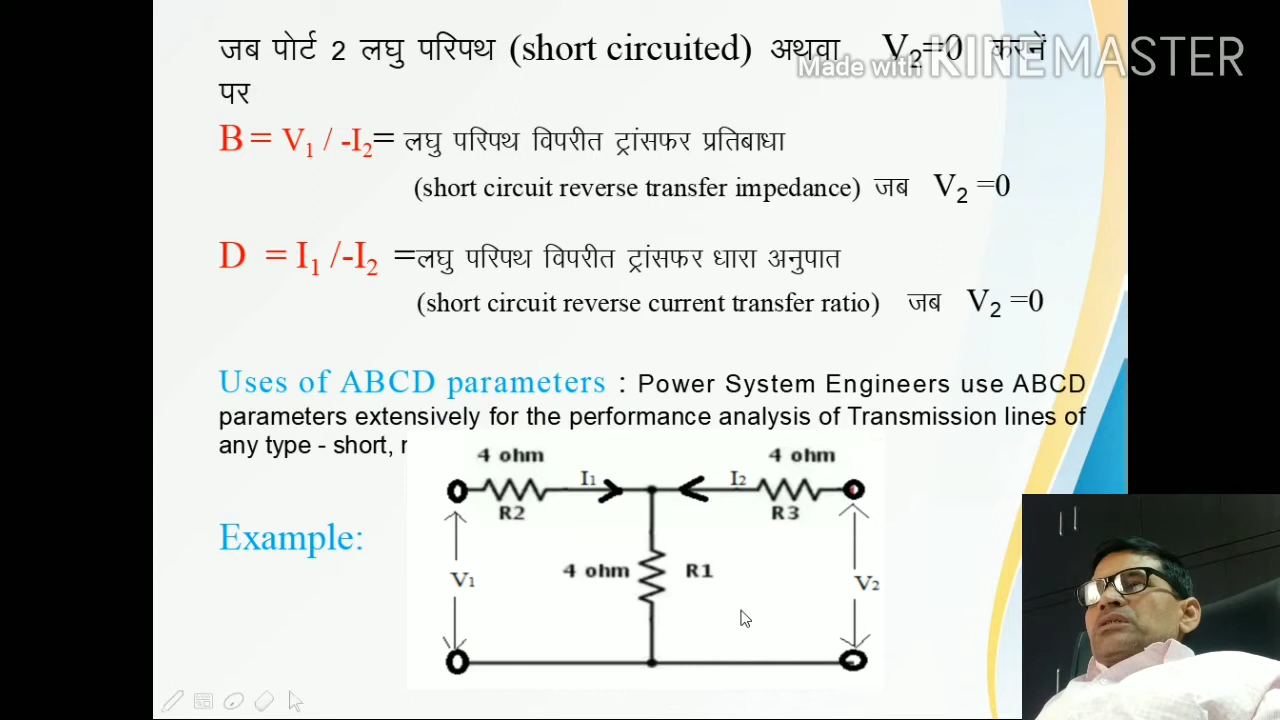 जब पोर्ट 2 लघु परिपथ (short circuited) अथवा V₂=0 करनें
Made with KINEMASTER
पर
B = V₁ / -I₂= लघु परिपथ विपरीत ट्रांसफर प्रतिबाधा
(short circuit reverse transfer impedance) जब V₂ =0
D = I₁ /-I₂ =लघु परिपथ विपरीत ट्रांसफर धारा अनुपात
(short circuit reverse current transfer ratio) जब V₂ =0
Uses of ABCD parameters : Power System Engineers use ABCD
parameters extensively for the performance analysis of Transmission lines of
any type - short,
4 ohm 4 ohm
I₁ I₂
R2 R3
Example:
V₁ 4 ohm R1 V₂